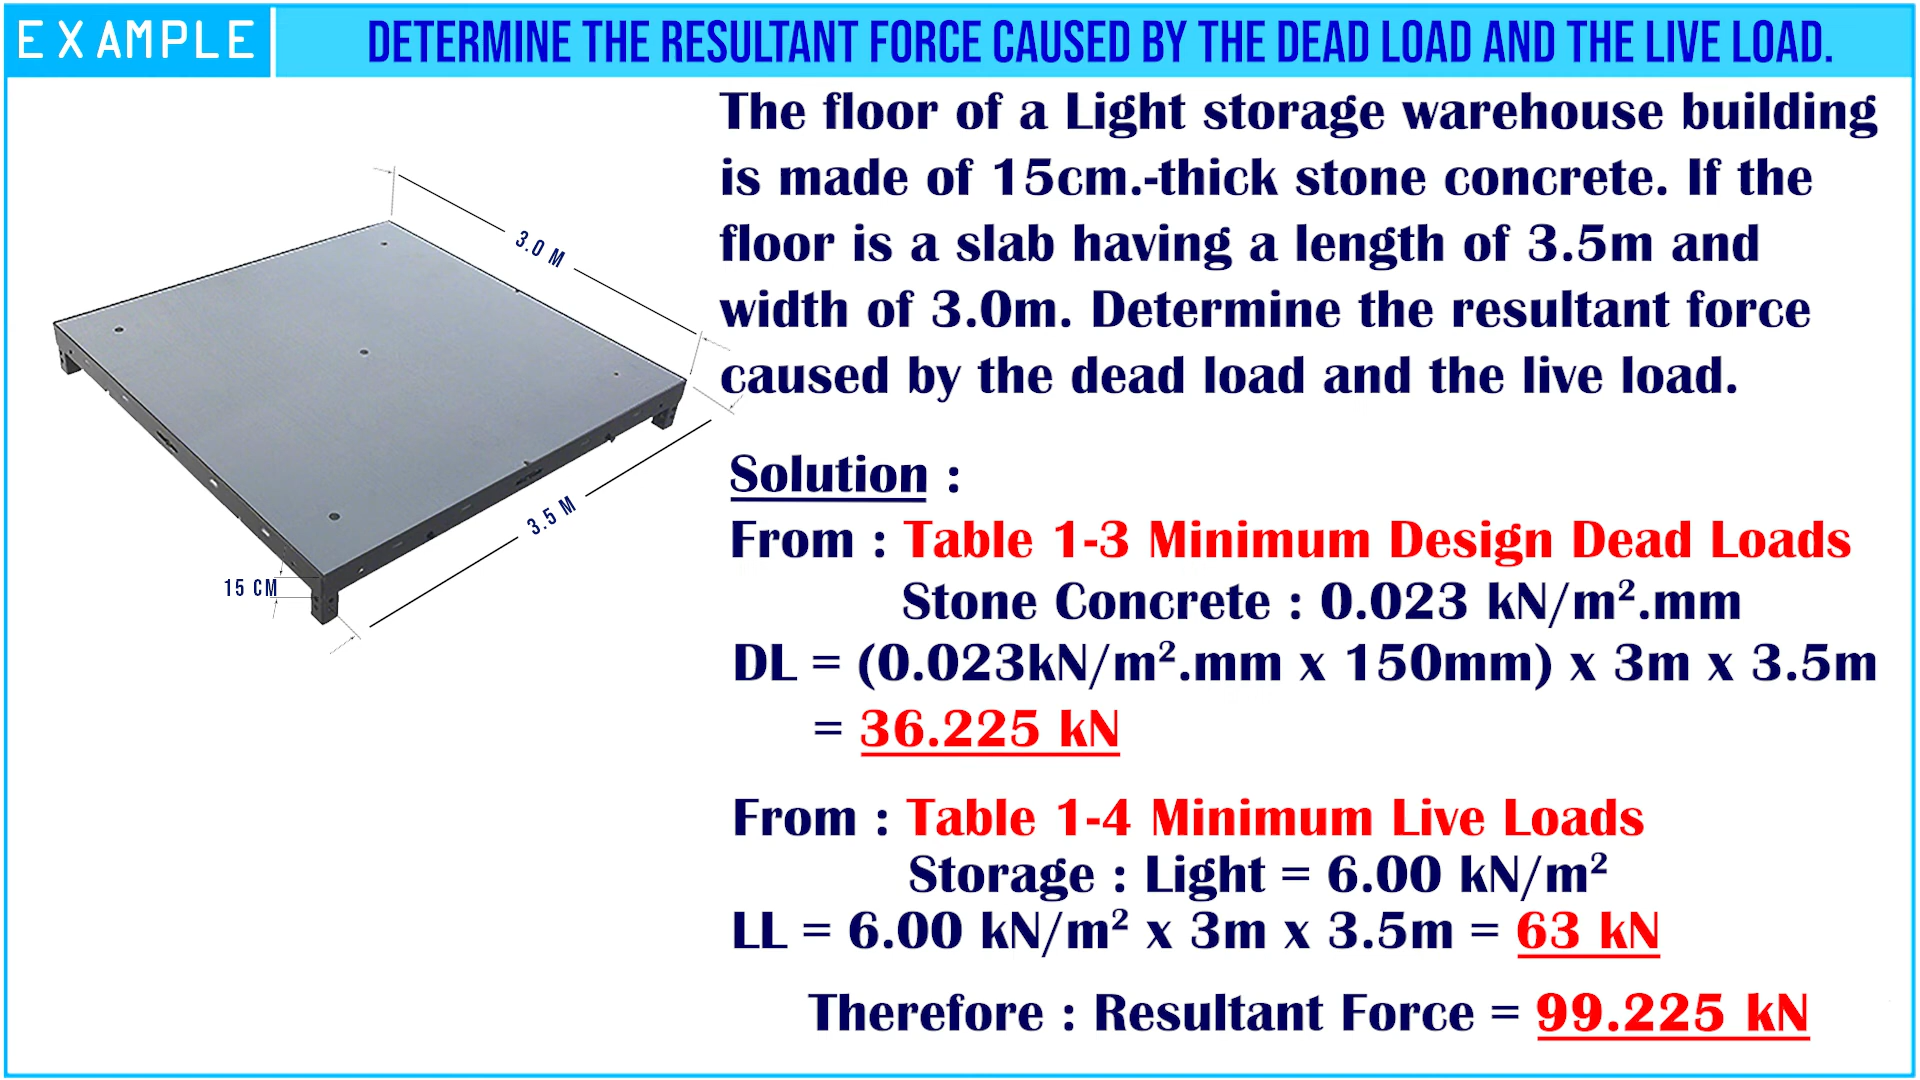 EXAMPLE
DETERMINE THE RESULTANT FORCE CAUSED BY THE DEAD LOAD AND THE LIVE LOAD.
The floor of a Light storage warehouse building
is made of 15cm.-thick stone concrete. If the
floor is a slab having a length of 3.5m and
width of 3.0m. Determine the resultant force
caused by the dead load and the live load.
3.0 M
3.5 M
15 CM
Solution :
From : Table 1-3 Minimum Design Dead Loads
Stone Concrete : 0.023 kN/m².mm
DL = (0.023kN/m².mm x 150mm) x 3m x 3.5m
= 36.225 kN
From : Table 1-4 Minimum Live Loads
Storage : Light = 6.00 kN/m²
LL = 6.00 kN/m² x 3m x 3.5m = 63 kN
Therefore : Resultant Force = 99.225 kN